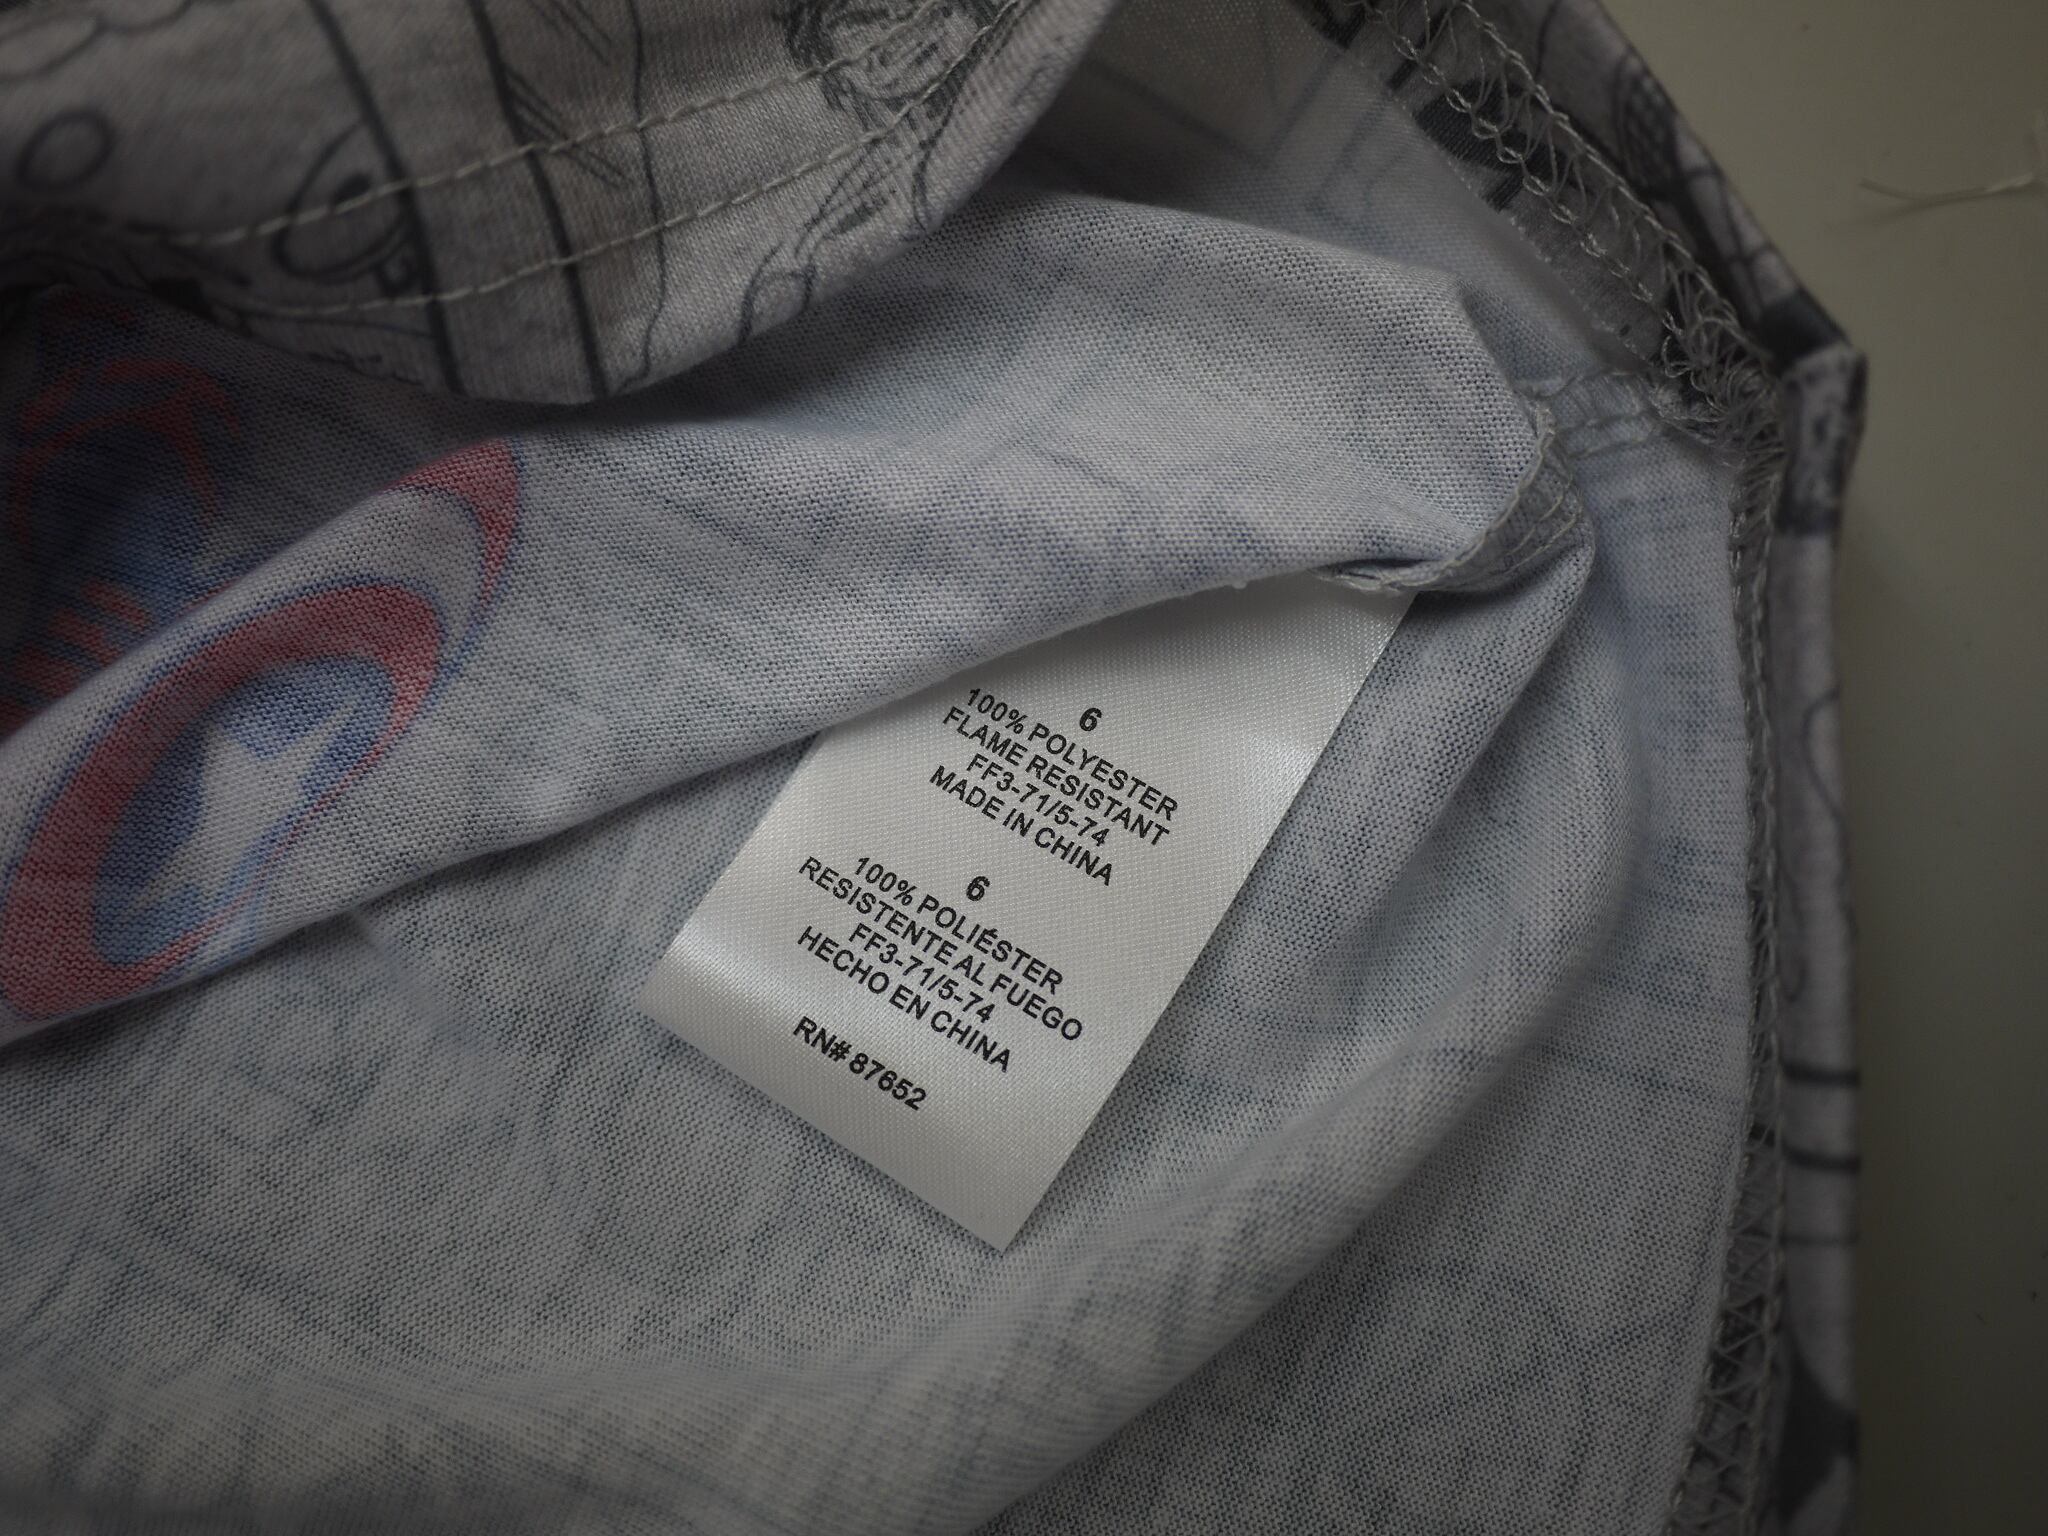 6
100% POLYESTER
FLAME RESISTANT
FF3-71/5-74
MADE IN CHINA
6
100% POLIÉSTER
RESISTENTE AL FUEGO
FF3-71/5-74
HECHO EN CHINA
RN# 87652